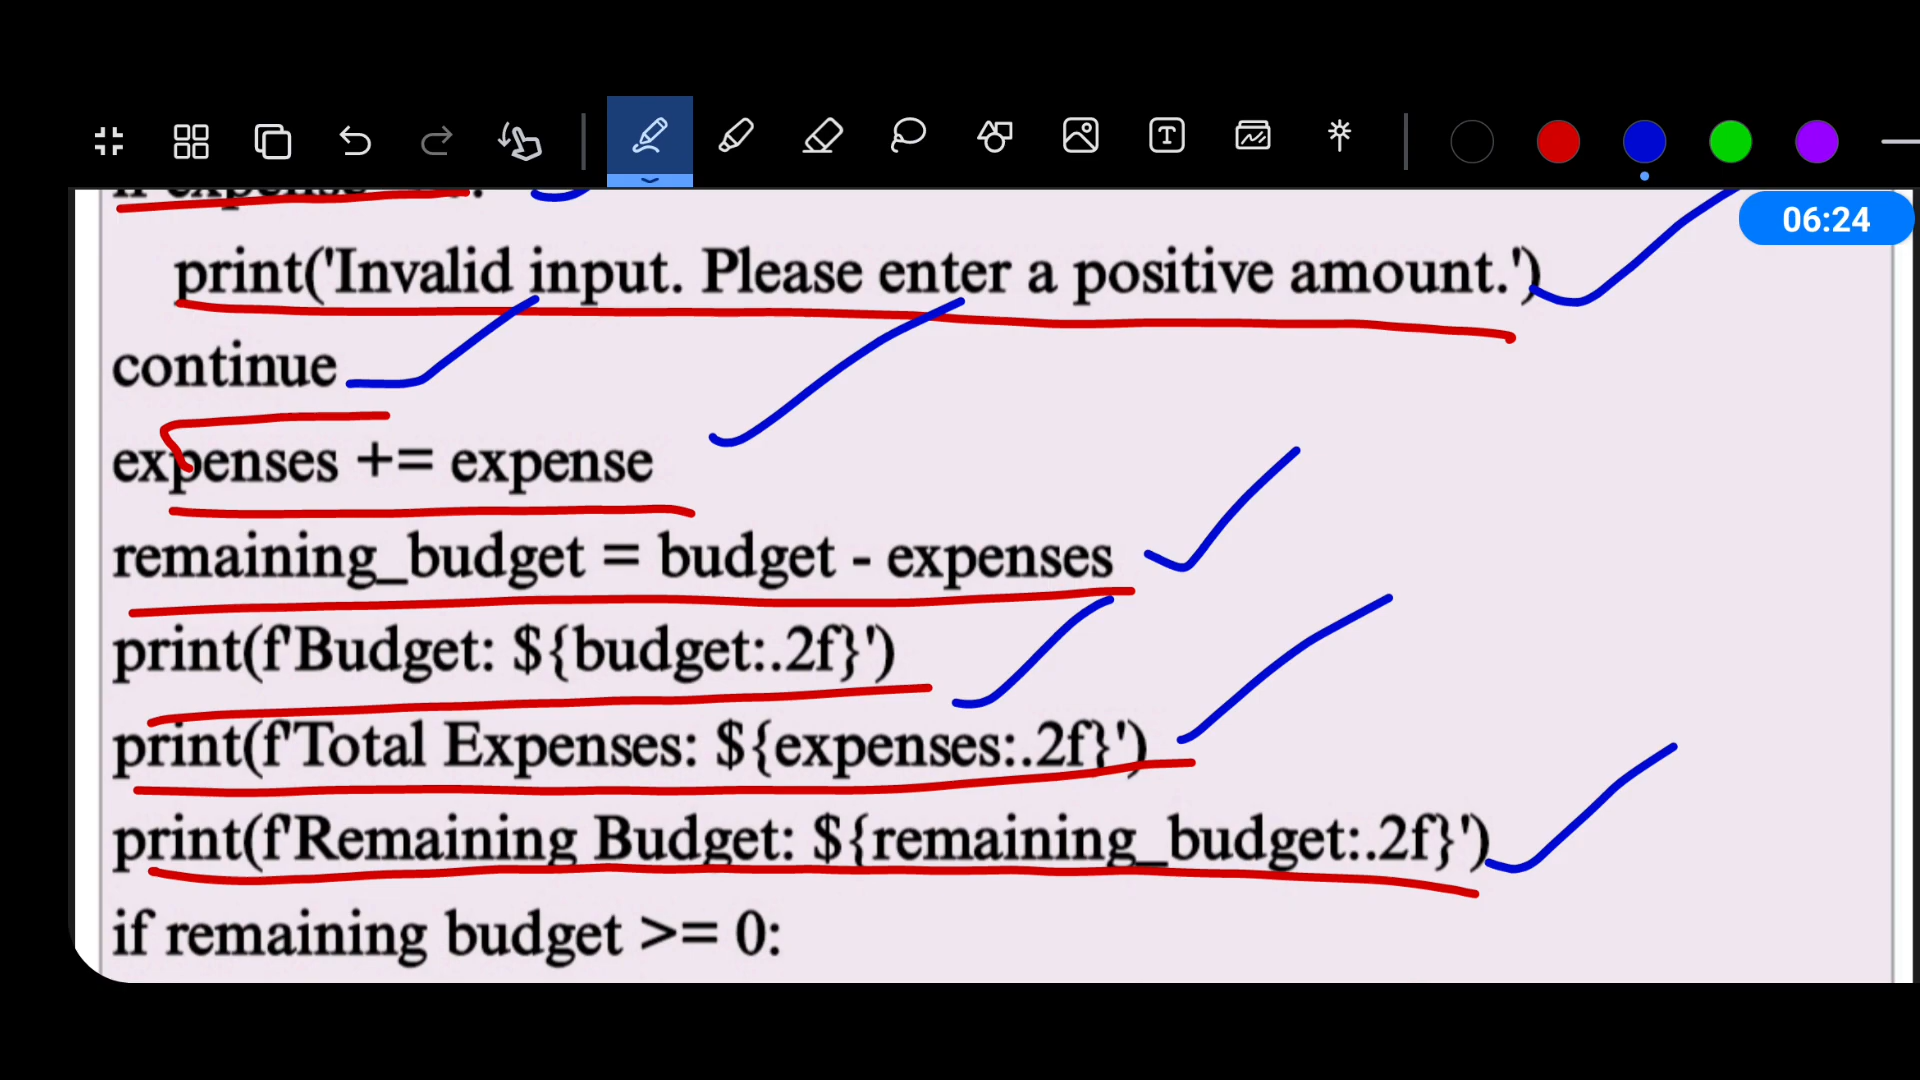 06:24
print('Invalid input. Please enter a positive amount.')
continue
expenses += expense
remaining_budget = budget - expenses
print(f'Budget: ${budget:.2f}')
print(f'Total Expenses: ${expenses:.2f}')
print(f'Remaining Budget: ${remaining_budget:.2f}')
if remaining budget >= 0: